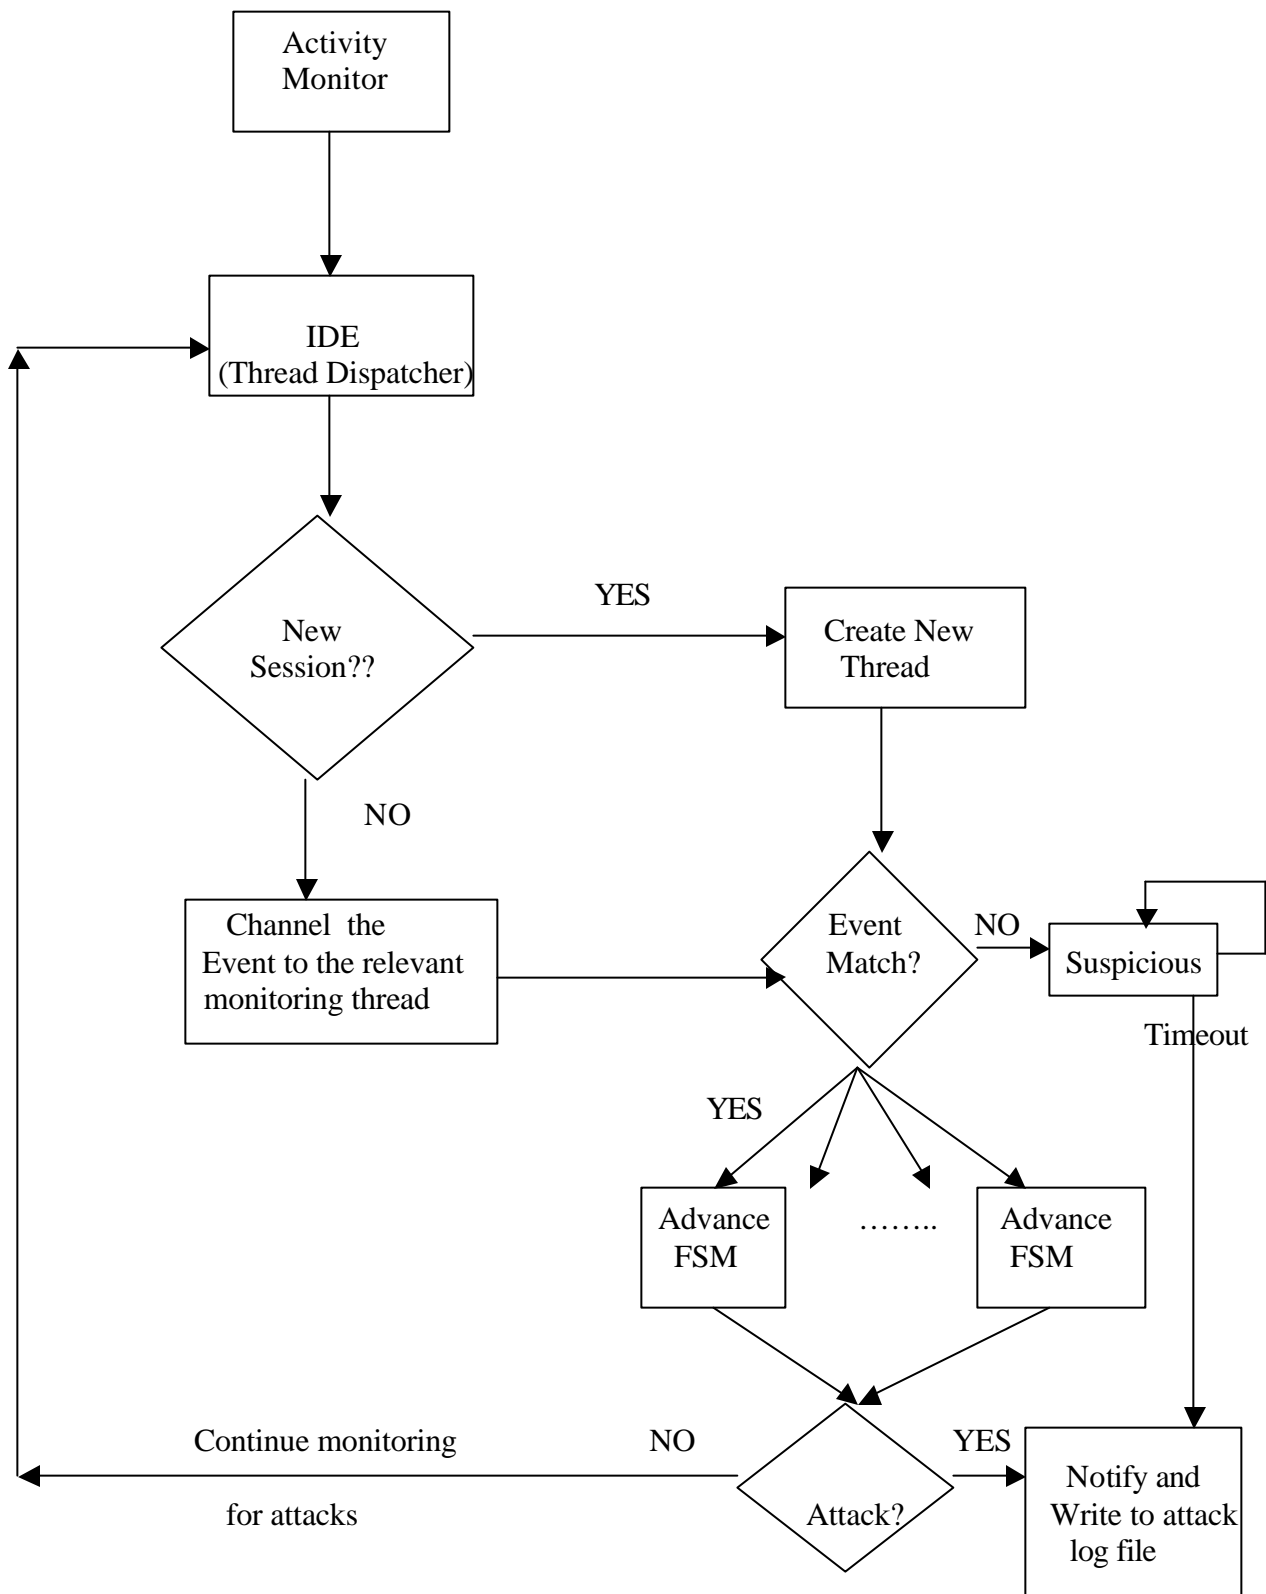 Activity
Monitor
IDE
(Thread Dispatcher)
YES
New
Session??
Create New
Thread
NO
Channel the
Event to the relevant
monitoring thread
Event
Match?
NO
Suspicious
Timeout
YES
Advance
FSM
……..
Advance
FSM
Continue monitoring
for attacks
NO
Attack?
YES
Notify and
Write to attack
log file